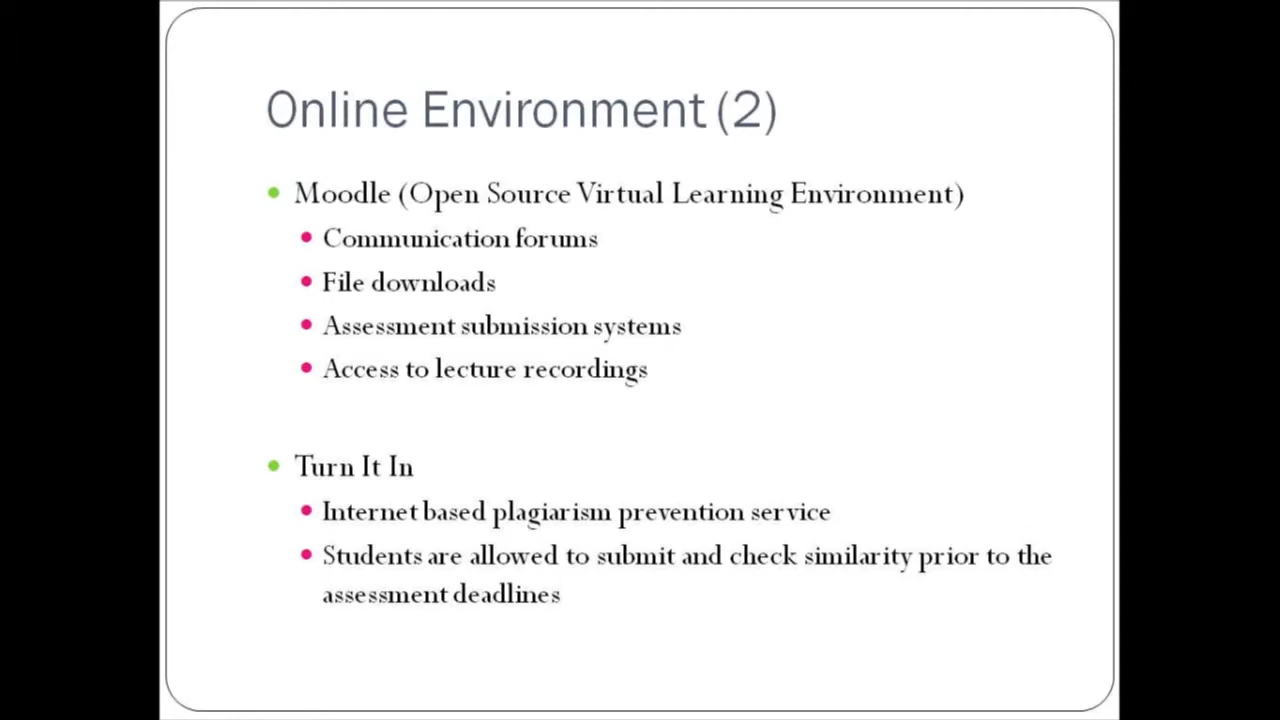 Online Environment (2)
Moodle (Open Source Virtual Learning Environment)
Communication forums
File downloads
Assessment submission systems
Access to lecture recordings
Turn It In
Internet based plagiarism prevention service
Students are allowed to submit and check similarity prior to the
assessment deadlines